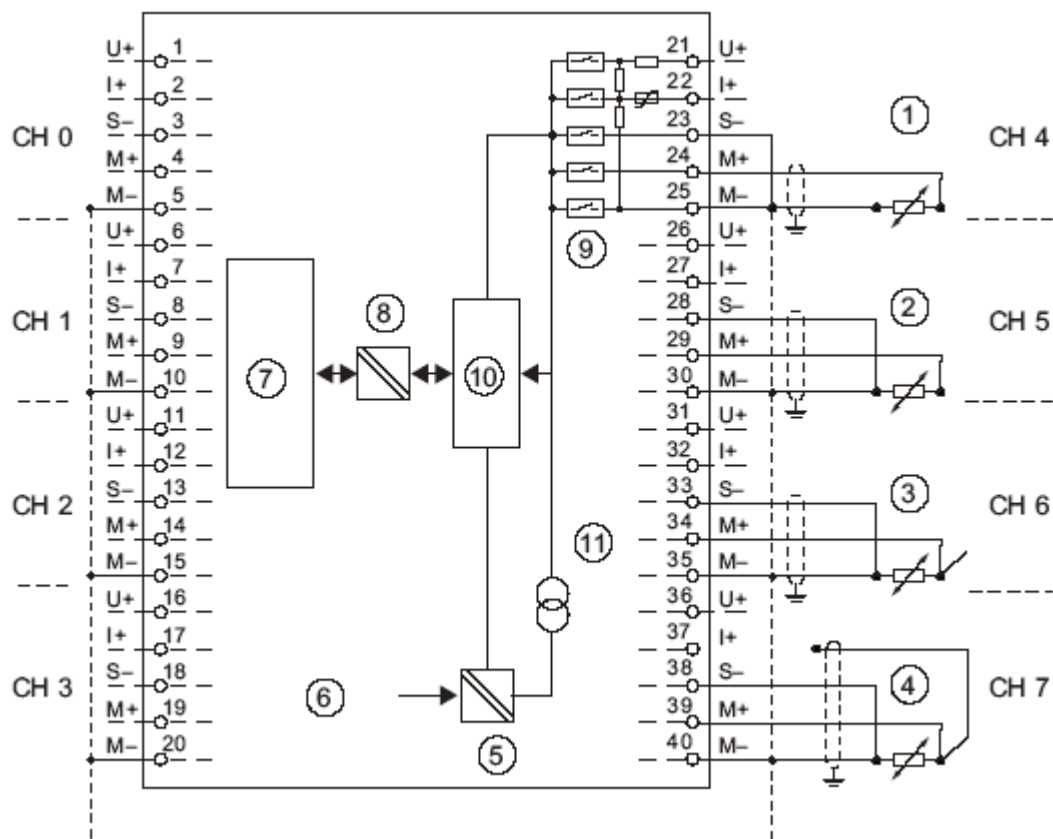 U+ 1
I+ 2
S– 3
CH 0
M+ 4
M– 5
U+ 6
I+ 7
CH 1
S– 8
M+ 9
M– 10
U+ 11
I+ 12
CH 2
S– 13
M+ 14
M– 15
U+ 16
I+ 17
CH 3
S– 18
M+ 19
M– 20
7
8
10
6
5
9
11
21 U+
22 I+
23 S–
24 M+
25 M–
1
CH 4
26 U+
27 I+
28 S–
29 M+
30 M–
2
CH 5
31 U+
32 I+
33 S–
34 M+
35 M–
3
CH 6
36 U+
37 I+
38 S–
39 M+
40 M–
4
CH 7